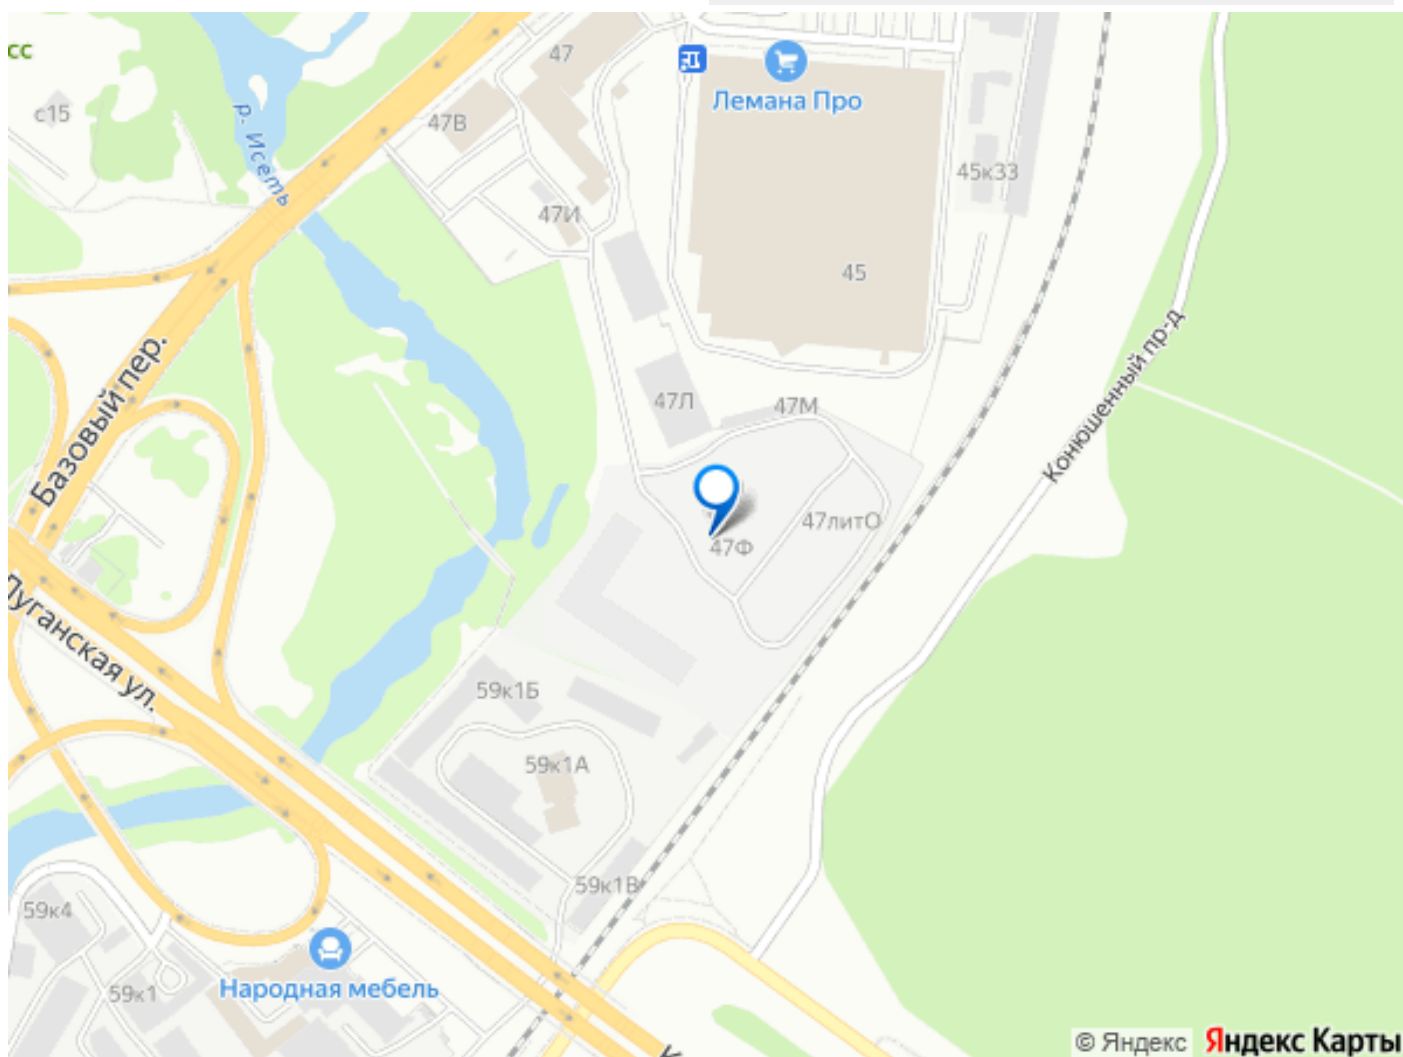 сс
с15
р. Исеть
47
47В
47И
Лемана Про
45к33
45
Базовый пер.
47Л
47М
Конюшенный пр-д
47литО
47Ф
Луганская ул.
59к1Б
59к1А
59к1В
59к4
59к1
Народная мебель
© Яндекс Яндекс Карты